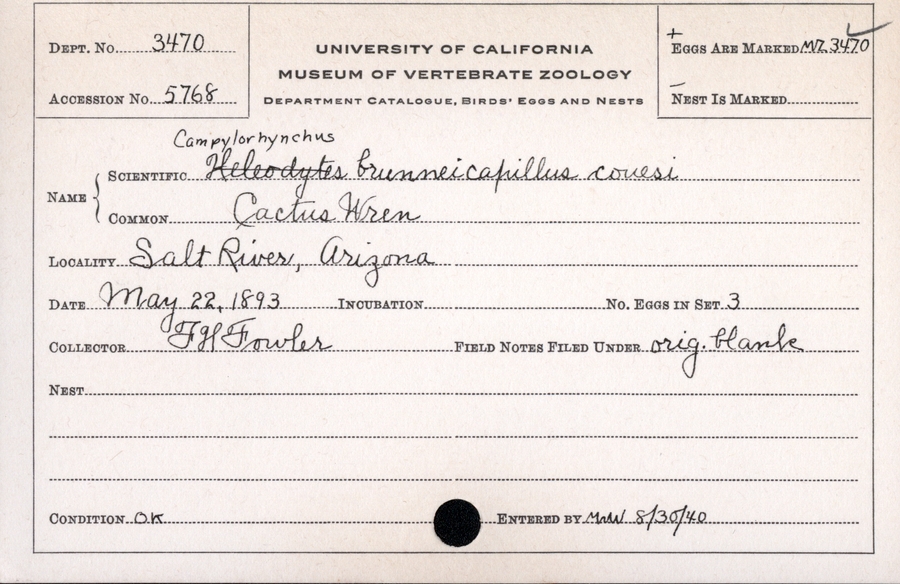 DEPT. No. 3470
UNIVERSITY OF CALIFORNIA
MUSEUM OF VERTEBRATE ZOOLOGY
DEPARTMENT CATALOGUE, BIRDS' EGGS AND NESTS
+
EGGS ARE MARKED MVZ 3470
ACCESSION No. 5768
–
NEST IS MARKED
Campylorhynchus
NAME { SCIENTIFIC Heleodytes brunneicapillus couesi
COMMON Cactus Wren
LOCALITY Salt River, Arizona
DATE May 22, 1893 INCUBATION No. EGGS IN SET 3
COLLECTOR F H Fowler FIELD NOTES FILED UNDER orig. blank
NEST
CONDITION OK ENTERED BY 8/30/40